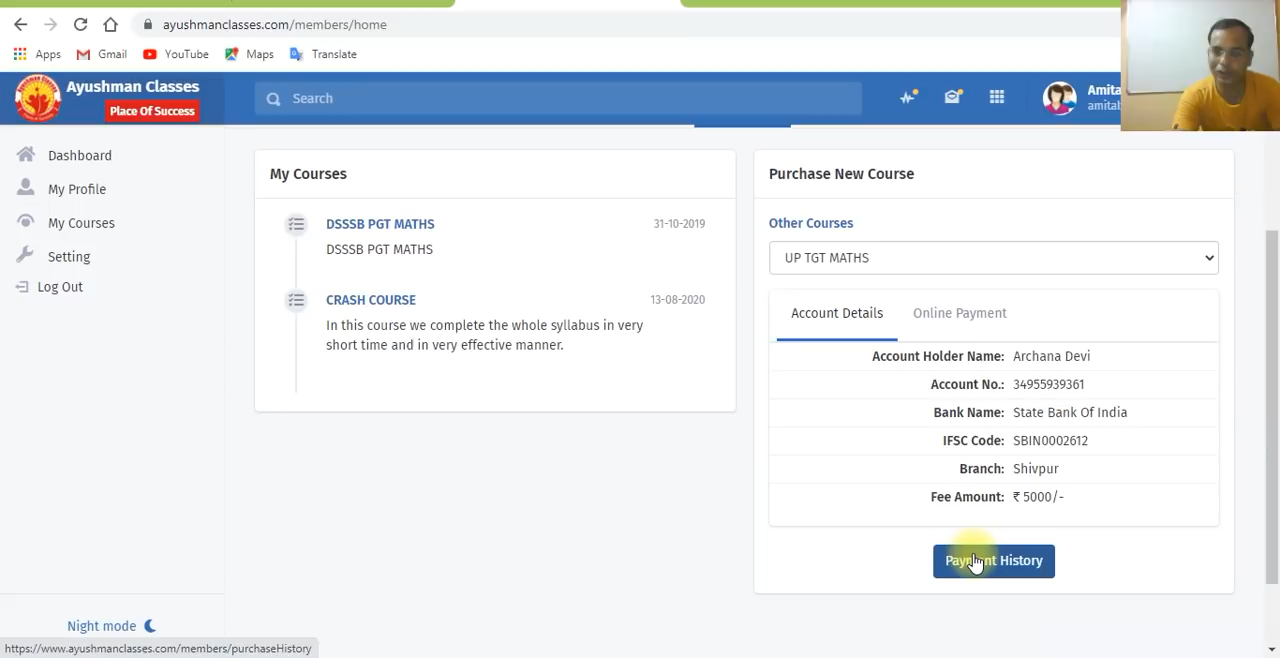 ayushmanclasses.com/members/home
Apps Gmail YouTube Maps Translate
Ayushman Classes
Place Of Success
Search
Amita
amitab
Dashboard
My Profile
My Courses
Setting
Log Out
Night mode
My Courses
DSSSB PGT MATHS 31-10-2019
DSSSB PGT MATHS
CRASH COURSE 13-08-2020
In this course we complete the whole syllabus in very
short time and in very effective manner.
Purchase New Course
Other Courses
UP TGT MATHS
Account Details Online Payment
Account Holder Name: Archana Devi
Account No.: 34955939361
Bank Name: State Bank Of India
IFSC Code: SBIN0002612
Branch: Shivpur
Fee Amount: ₹ 5000/-
Payment History
https://www.ayushmanclasses.com/members/purchaseHistory